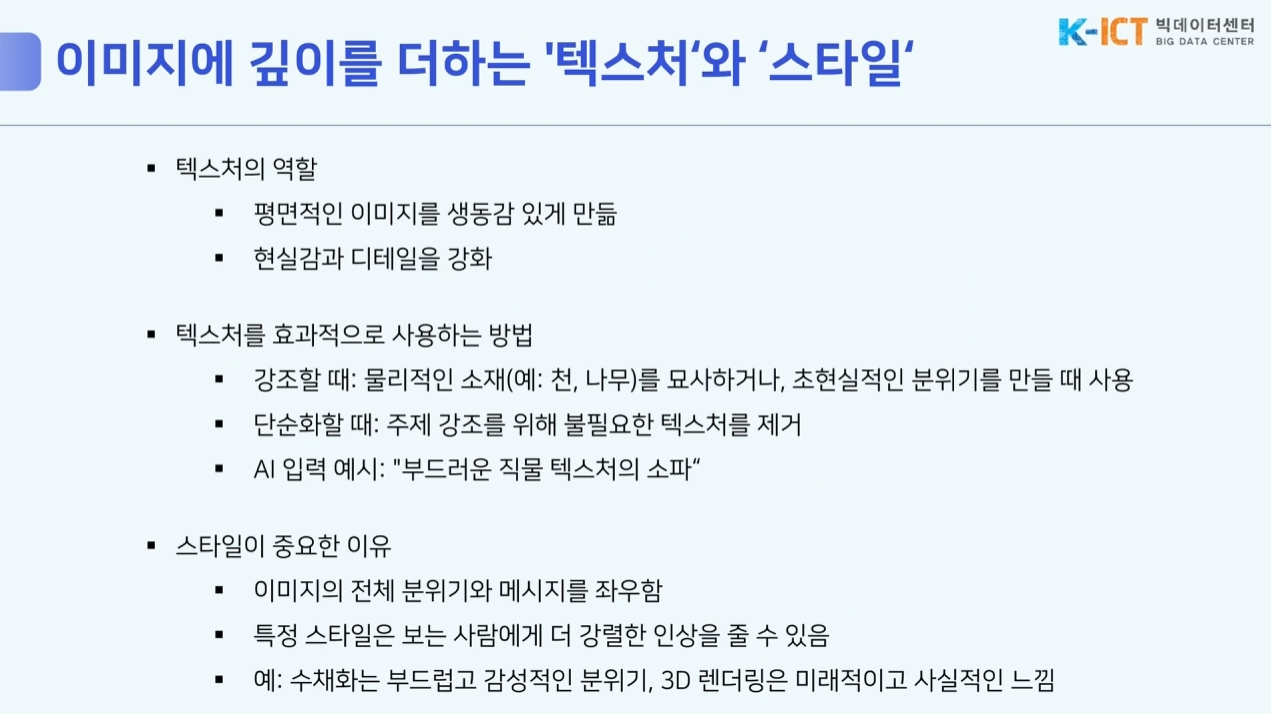 이미지에 깊이를 더하는 '텍스처‘와 ‘스타일‘
K-ICT 빅데이터센터
BIG DATA CENTER
▪ 텍스처의 역할
▪ 평면적인 이미지를 생동감 있게 만듦
▪ 현실감과 디테일을 강화
▪ 텍스처를 효과적으로 사용하는 방법
▪ 강조할 때: 물리적인 소재(예: 천, 나무)를 묘사하거나, 초현실적인 분위기를 만들 때 사용
▪ 단순화할 때: 주제 강조를 위해 불필요한 텍스처를 제거
▪ AI 입력 예시: "부드러운 직물 텍스처의 소파“
▪ 스타일이 중요한 이유
▪ 이미지의 전체 분위기와 메시지를 좌우함
▪ 특정 스타일은 보는 사람에게 더 강렬한 인상을 줄 수 있음
▪ 예: 수채화는 부드럽고 감성적인 분위기, 3D 렌더링은 미래적이고 사실적인 느낌